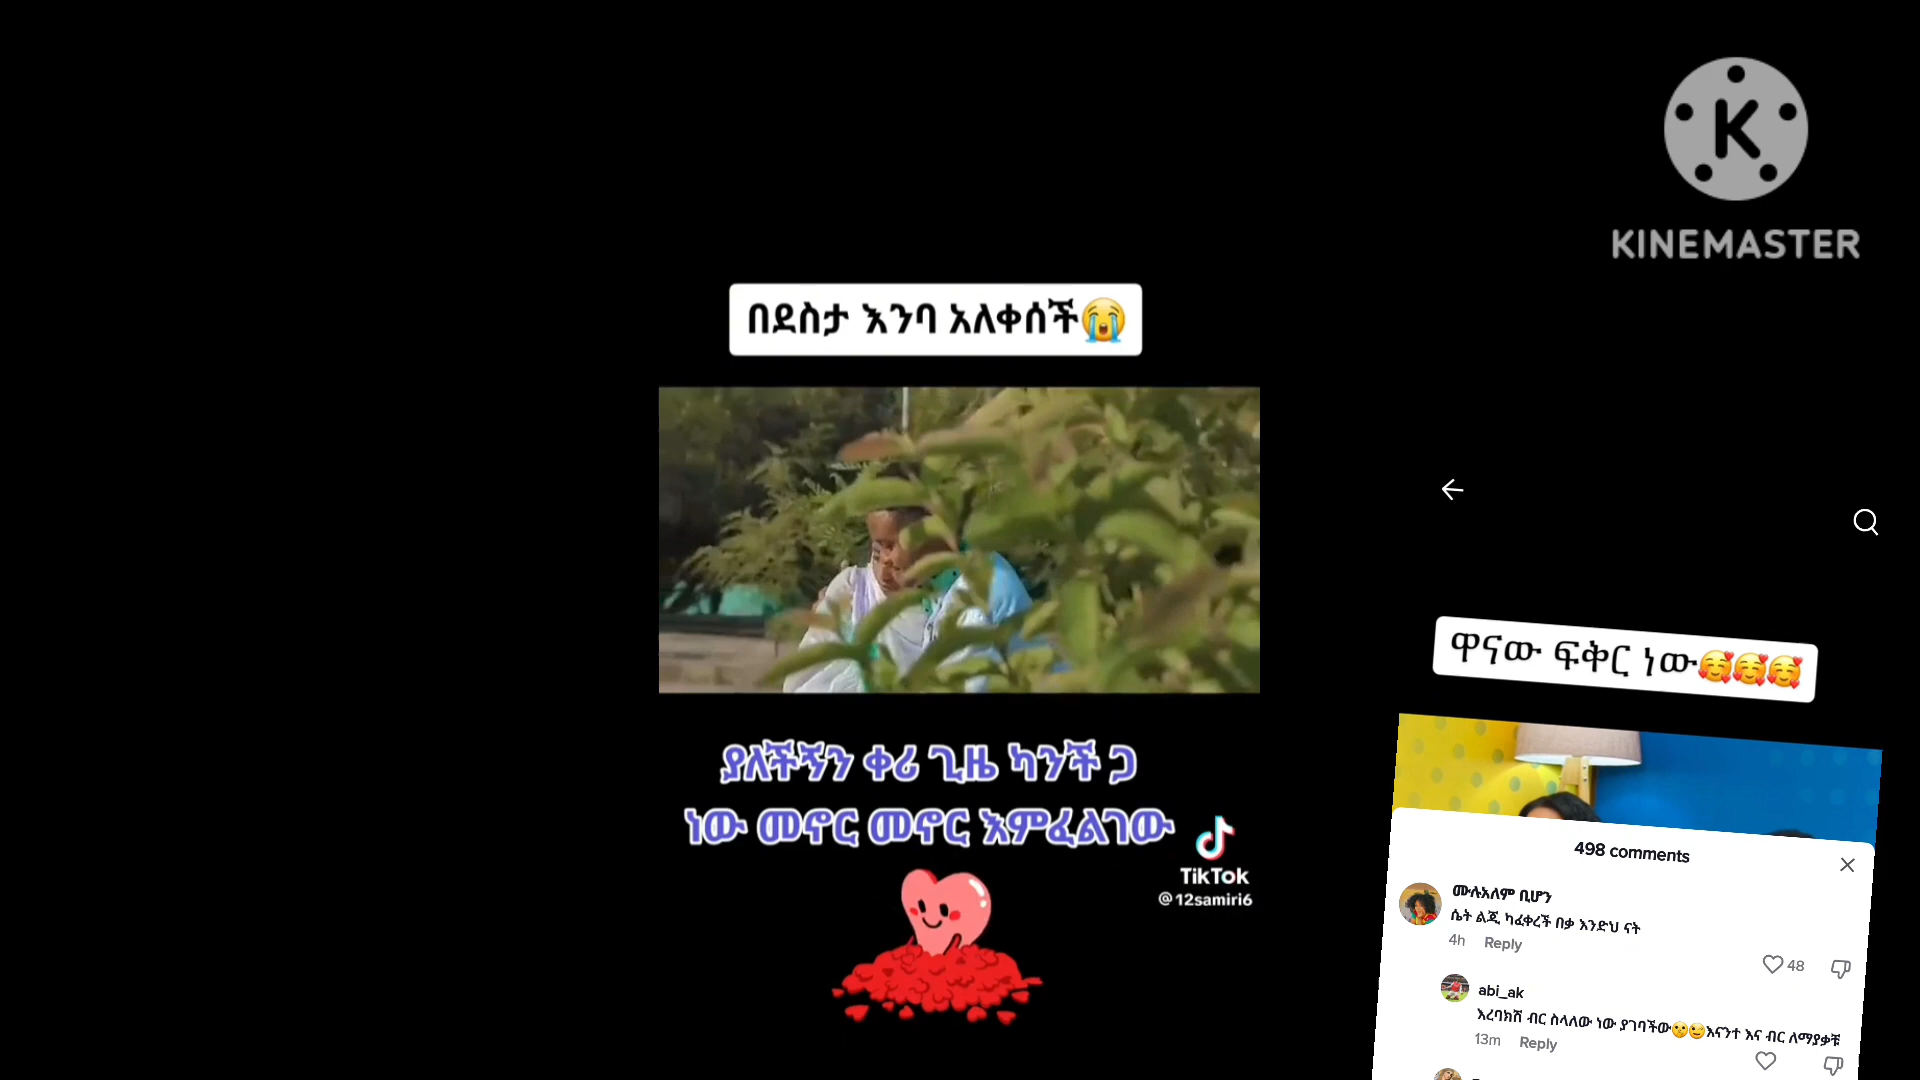 KINEMASTER
በደስታ እንባ አለቀሰች😭
ያለችኝን ቀሪ ጊዜ ካንች ጋ
ነው መኖር መኖር እምፈልገው
TikTok
@12samiri6
ዋናው ፍቅር ነው🥰🥰🥰
498 comments
ሙሉአለም ቢሆን
ሴት ልጂ ካፈቀረች በቃ እንድህ ናት
4h Reply
48
abi_ak
እረባክሽ ብር ስላለው ነው ያገባችው🤫😉እናንተ እና ብር ለማያቃቹ
13m Reply